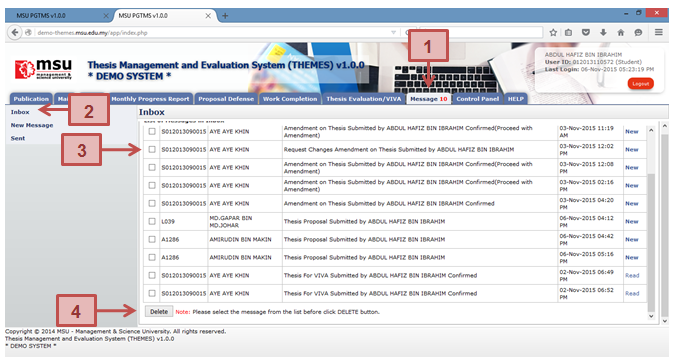 MSU PGTMS v1.0.0
MSU PGTMS v1.0.0
demo-themes.msu.edu.my/app/index.php
Search
1
msu
management &
university
Thesis Management and Evaluation System (THEMES) v1.0.0
* DEMO SYSTEM *
ABDUL HAFIZ BIN IBRAHIM
User ID: 012013110572 (Student)
Last Login: 06-Nov-2015 05:23:19 PM
Logout
Publication Monthly Progress Report Proposal Defense Work Completion Thesis Evaluation/VIVA Message 10 Control Panel HELP
Inbox
2
New Message
Sent
Inbox
List of Messages in Inbox
S012013090015 AYE AYE KHIN Amendment on Thesis Submitted by ABDUL HAFIZ BIN IBRAHIM Confirmed(Proceed with 03-Nov-2015 11:19 New
Amendment) AM
3
S012013090015 AYE AYE KHIN Request Changes Amendment on Thesis Submitted by ABDUL HAFIZ BIN IBRAHIM 03-Nov-2015 12:02 New
PM
S012013090015 AYE AYE KHIN Amendment on Thesis Submitted by ABDUL HAFIZ BIN IBRAHIM Confirmed(Proceed with 03-Nov-2015 12:08 New
Amendment) PM
S012013090015 AYE AYE KHIN Amendment on Thesis Submitted by ABDUL HAFIZ BIN IBRAHIM Confirmed(Proceed with 03-Nov-2015 02:16 New
Amendment) PM
S012013090015 AYE AYE KHIN Amendment on Thesis Submitted by ABDUL HAFIZ BIN IBRAHIM Confirmed 03-Nov-2015 04:20 New
PM
L039 MD.GAPAR BIN Thesis Proposal Submitted by ABDUL HAFIZ BIN IBRAHIM 06-Nov-2015 04:12 New
MD.JOHAR PM
A1286 AMIRUDIN BIN MAKIN Thesis Proposal Submitted by ABDUL HAFIZ BIN IBRAHIM 06-Nov-2015 04:42 New
PM
A1286 AMIRUDIN BIN MAKIN Thesis Proposal Submitted by ABDUL HAFIZ BIN IBRAHIM 06-Nov-2015 05:16 New
PM
S012013090015 AYE AYE KHIN Thesis For VIVA Submitted by ABDUL HAFIZ BIN IBRAHIM Confirmed 02-Nov-2015 06:49 Read
PM
S012013090015 AYE AYE KHIN Thesis For VIVA Submitted by ABDUL HAFIZ BIN IBRAHIM Confirmed 02-Nov-2015 06:52 Read
PM
4
Delete Note: Please select the message from the list before click DELETE button.
Copyright © 2014 MSU - Management & Science University. All rights reserved.
Thesis Management and Evaluation System (THEMES) v1.0.0
* DEMO SYSTEM *